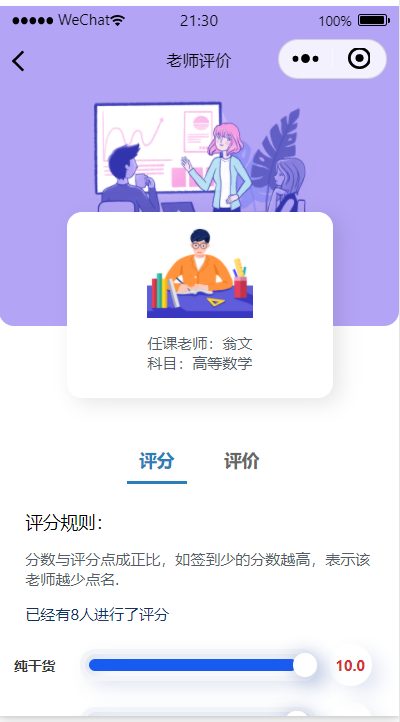 WeChat 21:30 100%
老师评价
任课老师：翁文
科目：高等数学
评分 评价
评分规则：
分数与评分点成正比，如签到少的分数越高，表示该
老师越少点名.
已经有8人进行了评分
纯干货 10.0